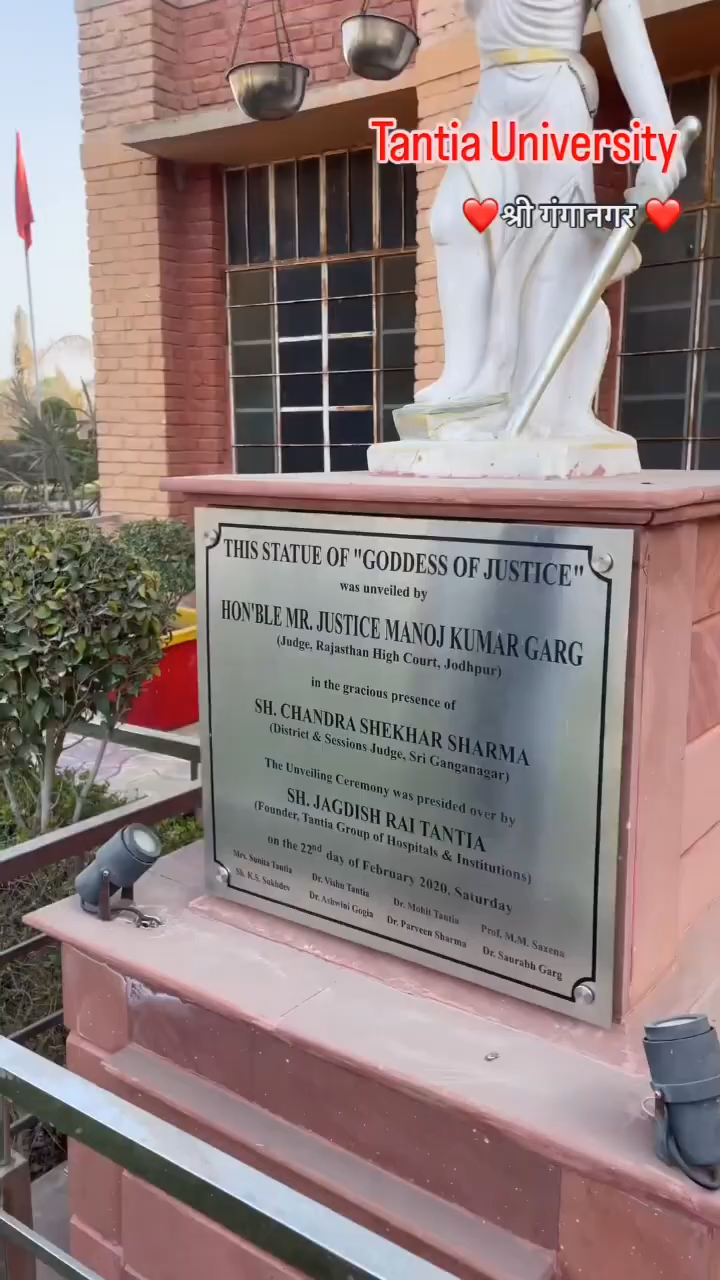 Tantia University
❤️श्री गंगानगर ❤️
THIS STATUE OF "GODDESS OF JUSTICE"
was unveiled by
HON'BLE MR. JUSTICE MANOJ KUMAR GARG
(Judge, Rajasthan High Court, Jodhpur)
in the gracious presence of
SH. CHANDRA SHEKHAR SHARMA
(District & Sessions Judge, Sri Ganganagar)
The Unveiling Ceremony was presided over by
SH. JAGDISH RAI TANTIA
(Founder, Tantia Group of Hospitals & Institutions)
on the 22nd day of February 2020, Saturday
Mrs. Sunita Tantia Dr. Vishu Tantia Dr. Mohit Tantia Prof. M.M. Saxena
Sh. K.S. Sukhdev Dr. Ashwini Gogia Dr. Parveen Sharma Dr. Saurabh Garg